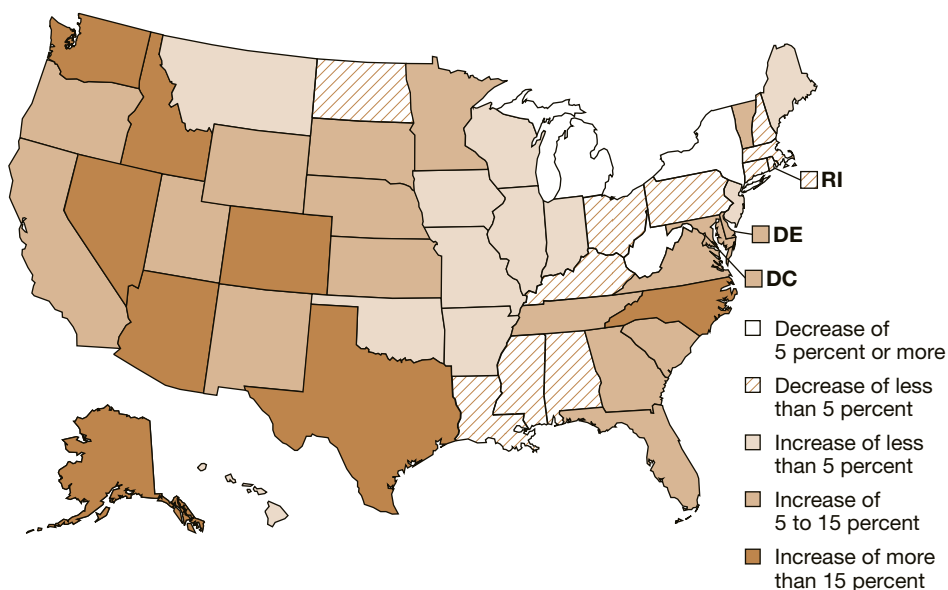 RI
DE
DC
Decrease of
5 percent or more
Decrease of less
than 5 percent
Increase of less
than 5 percent
Increase of
5 to 15 percent
Increase of more
than 15 percent